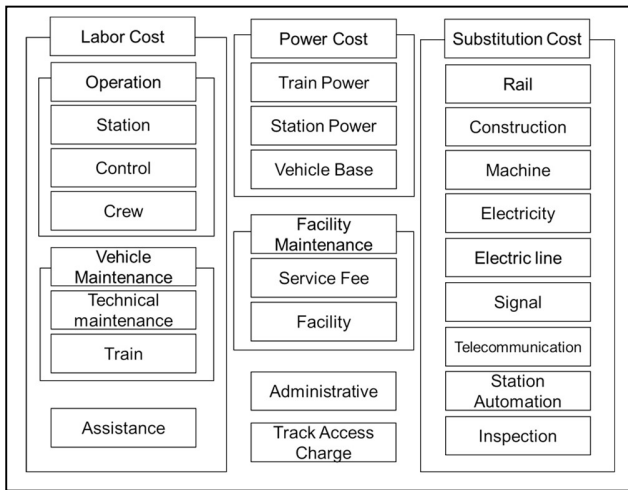 Labor Cost
Operation
Station
Control
Crew
Vehicle
Maintenance
Technical
maintenance
Train
Assistance
Power Cost
Train Power
Station Power
Vehicle Base
Facility
Maintenance
Service Fee
Facility
Administrative
Track Access
Charge
Substitution Cost
Rail
Construction
Machine
Electricity
Electric line
Signal
Telecommunication
Station
Automation
Inspection